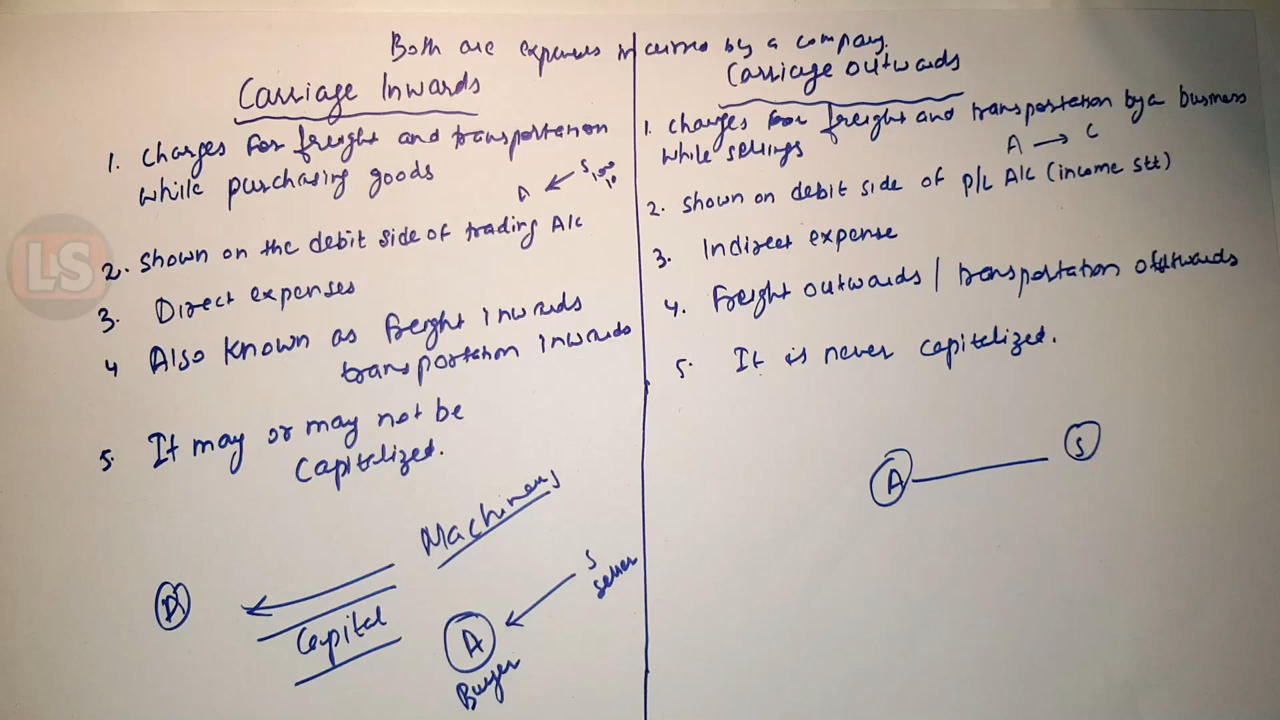 Both are expenses incurred by a company.
Carriage Inwards
1. Charges for freight and transportation
while purchasing goods
A ← S
2. Shown on the debit side of trading A/c
3. Direct expenses
4 Also known as freight inwards
transportation inwards
5. It may or may not be
Capitalized.
Machinery
Capital
A
Buyer
S
seller
Carriage Outwards
1. Charges for freight and transportation by a business
while sellings
A → C
2. Shown on debit side of P/L A/c (income stt)
3. Indirect expense
4. Freight outwards / transportation outwards
5. It is never capitalized.
A
S
LS